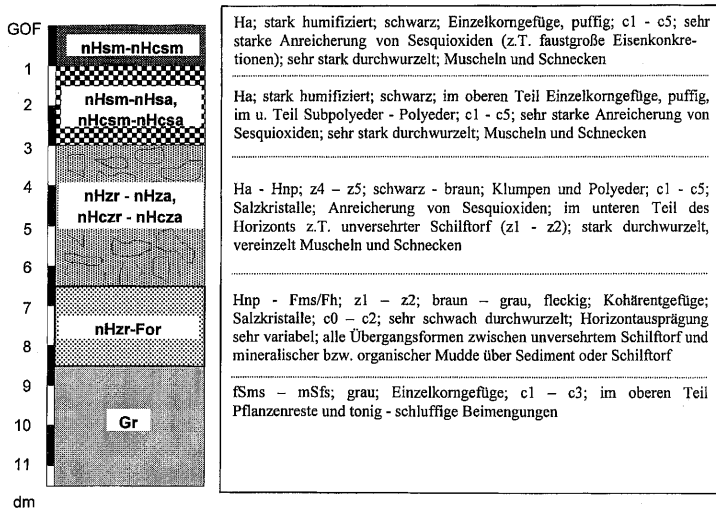 GOF
nHsm-nHcsm
1
nHsm-nHsa,
nHcsm-nHcsa
2
3
4
nHzr - nHza,
nHczr - nHcza
5
6
7
nHzr-For
8
9
Gr
10
11
dm
Ha; stark humifiziert; schwarz; Einzelkorngefüge, puffig; c1 - c5; sehr
starke Anreicherung von Sesquioxiden (z.T. faustgroße Eisenkonkre-
tionen); sehr stark durchwurzelt; Muscheln und Schnecken
Ha; stark humifiziert; schwarz; im oberen Teil Einzelkorngefüge, puffig,
im u. Teil Subpolyeder - Polyeder; c1 - c5; sehr starke Anreicherung von
Sesquioxiden; sehr stark durchwurzelt; Muscheln und Schnecken
Ha - Hnp; z4 – z5; schwarz - braun; Klumpen und Polyeder; c1 - c5;
Salzkristalle; Anreicherung von Sesquioxiden; im unteren Teil des
Horizonts z.T. unversehrter Schilftorf (z1 - z2); stark durchwurzelt,
vereinzelt Muscheln und Schnecken
Hnp - Fms/Fh; z1 – z2; braun – grau, fleckig; Kohärentgefüge;
Salzkristalle; c0 – c2; sehr schwach durchwurzelt; Horizontausprägung
sehr variabel; alle Übergangsformen zwischen unversehrtem Schilftorf und
mineralischer bzw. organischer Mudde über Sediment oder Schilftorf
fSms – mSfs; grau; Einzelkorngefüge; c1 – c3; im oberen Teil
Pflanzenreste und tonig - schluffige Beimengungen